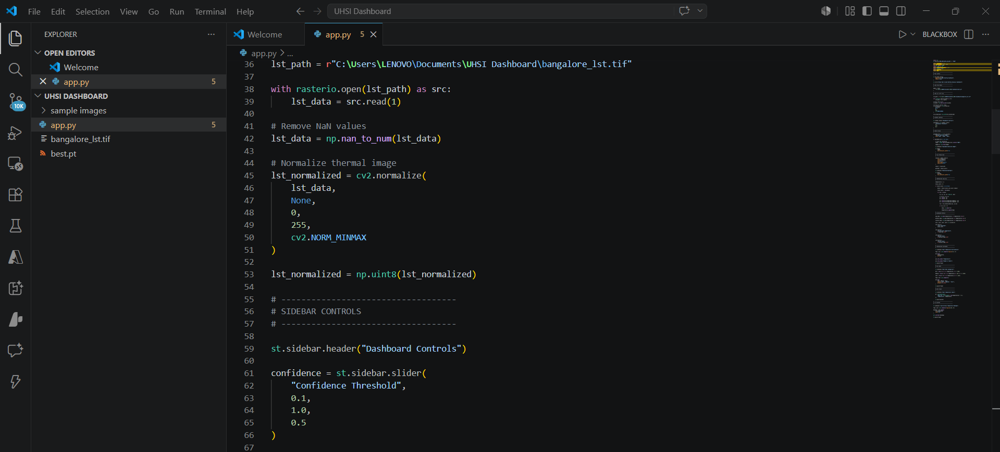 File Edit Selection View Go Run Terminal Help
UHSI Dashboard
EXPLORER
OPEN EDITORS
Welcome
app.py 5
UHSI DASHBOARD
sample images
app.py 5
bangalore_lst.tif
best.pt
10K
Welcome
app.py 5
BLACKBOX
app.py > ...
36 lst_path = r"C:\Users\LENOVO\Documents\UHSI Dashboard\bangalore_lst.tif"
37
38 with rasterio.open(lst_path) as src:
39     lst_data = src.read(1)
40
41 # Remove NaN values
42 lst_data = np.nan_to_num(lst_data)
43
44 # Normalize thermal image
45 lst_normalized = cv2.normalize(
46     lst_data,
47     None,
48     0,
49     255,
50     cv2.NORM_MINMAX
51 )
52
53 lst_normalized = np.uint8(lst_normalized)
54
55 # -----------------------------------
56 # SIDEBAR CONTROLS
57 # -----------------------------------
58
59 st.sidebar.header("Dashboard Controls")
60
61 confidence = st.sidebar.slider(
62     "Confidence Threshold",
63     0.1,
64     1.0,
65     0.5
66 )
67